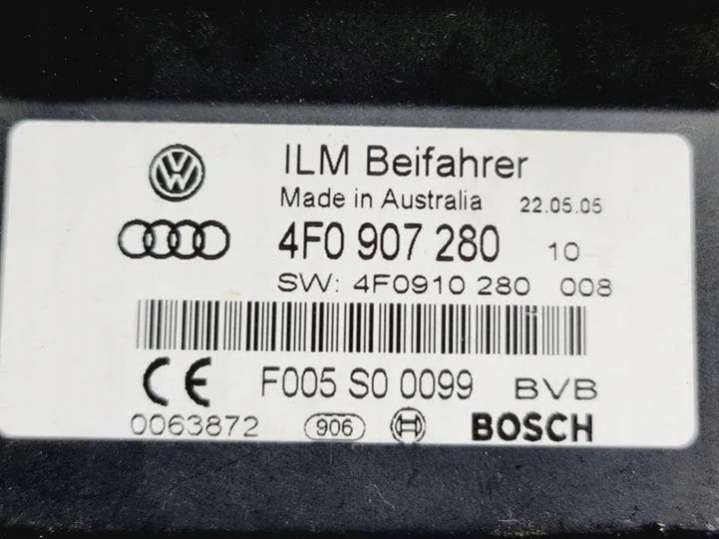 ILM Beifahrer
Made in Australia 22.05.05
4F0 907 280 10
SW: 4F0910 280 008
CE F005 S0 0099 BVB
0063872 906 BOSCH